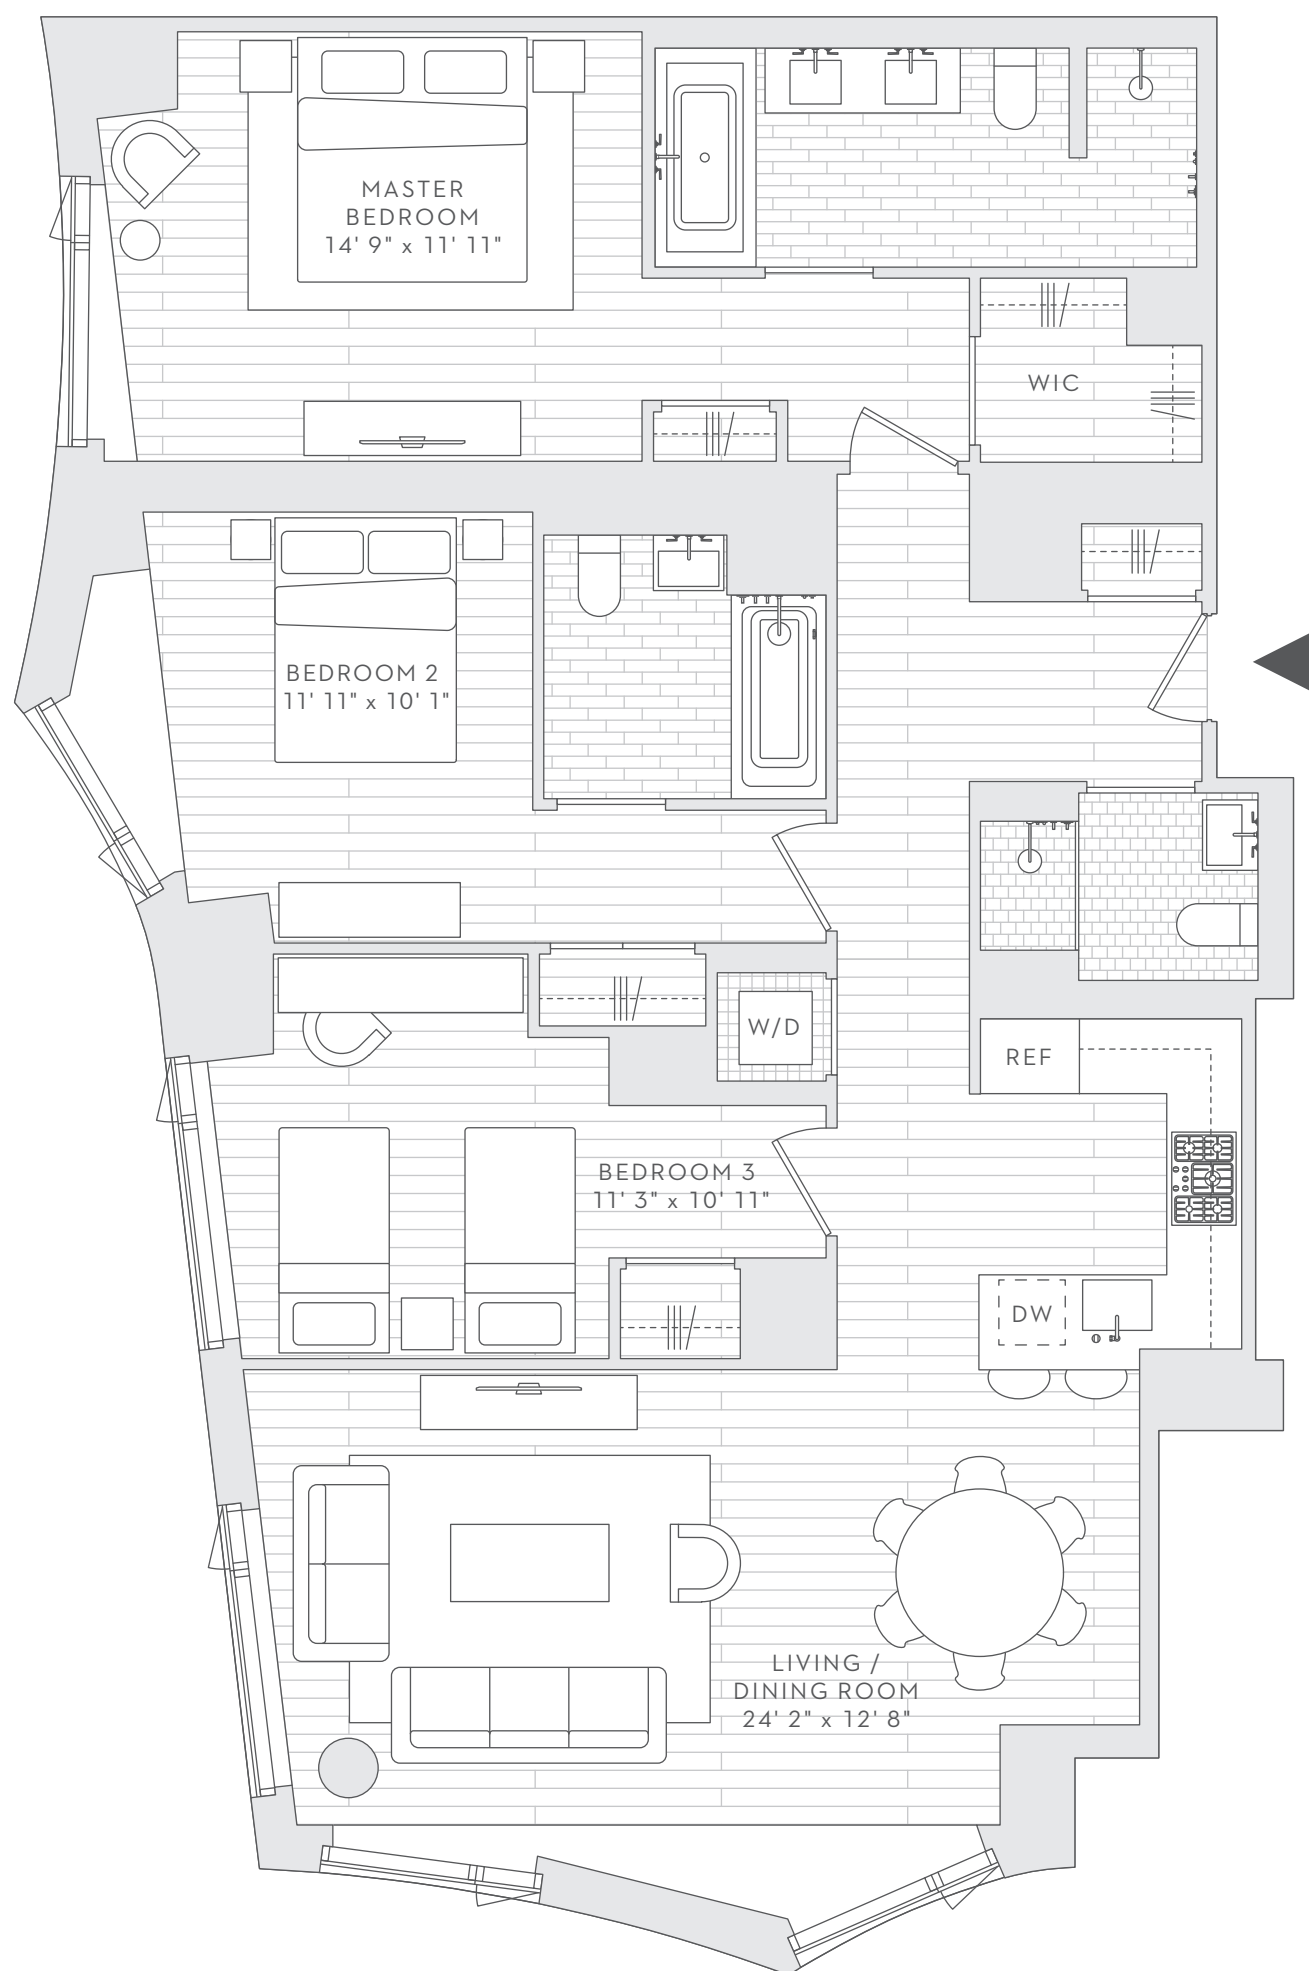 MASTER
BEDROOM
14' 9" x 11' 11"
WIC
BEDROOM 2
11' 11" x 10' 1"
W/D
REF
BEDROOM 3
11' 3" x 10' 11"
DW
LIVING /
DINING ROOM
24' 2" x 12' 8"